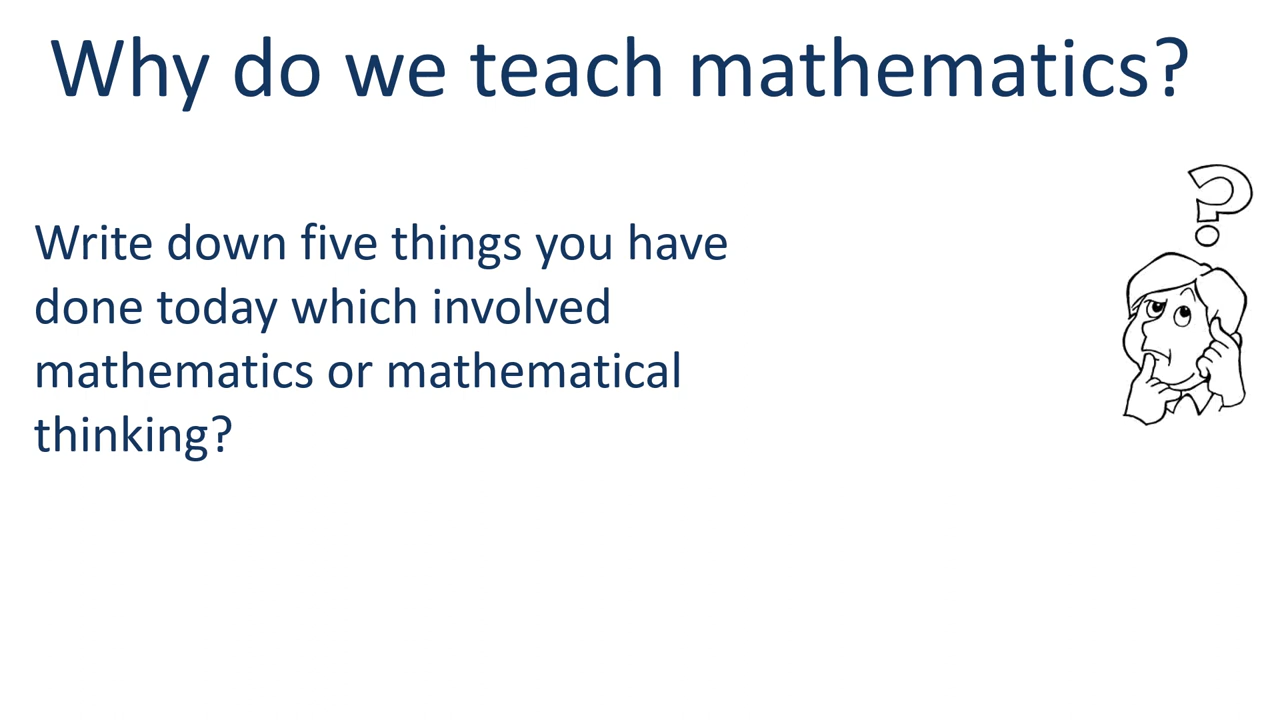 Why do we teach mathematics?
Write down five things you have
done today which involved
mathematics or mathematical
thinking?